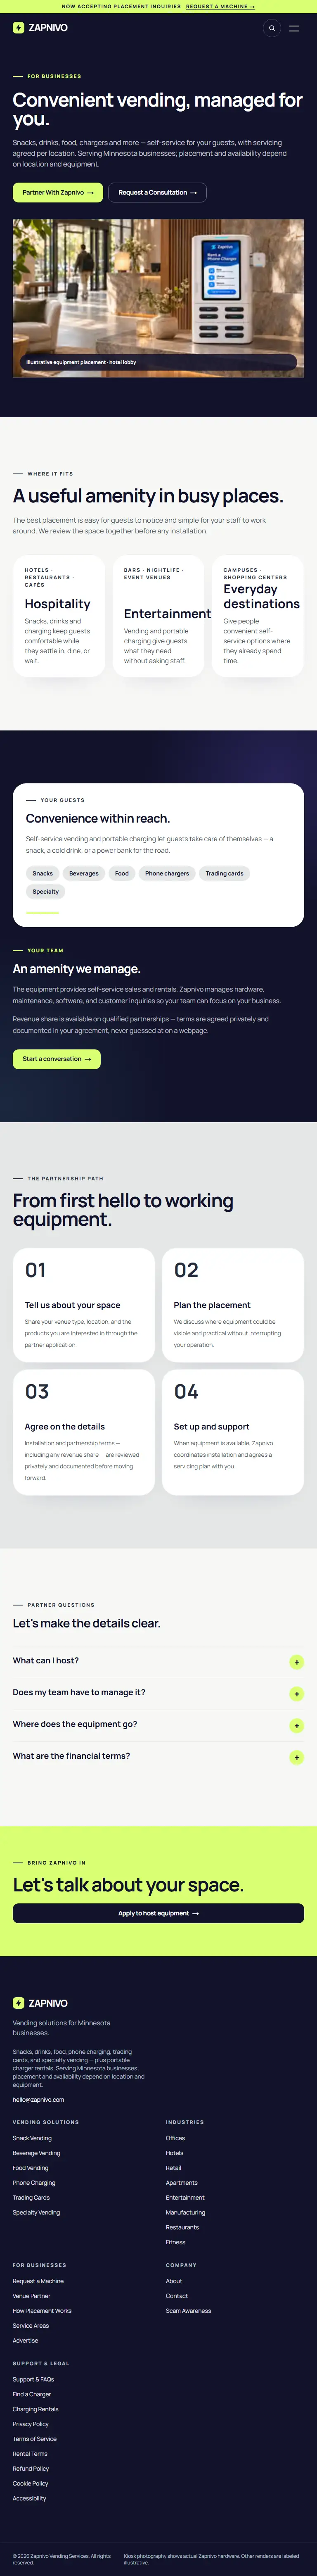 NOW ACCEPTING PLACEMENT INQUIRIES REQUEST A MACHINE →
ZAPNIVO
FOR BUSINESSES
Convenient vending, managed for
you.
Snacks, drinks, food, chargers and more — self-service for your guests, with servicing
agreed per location. Serving Minnesota businesses; placement and availability depend
on location and equipment.
Partner With Zapnivo →
Request a Consultation →
Zapnivo
Rent a
Phone Charger
Illustrative equipment placement · hotel lobby
WHERE IT FITS
A useful amenity in busy places.
The best placement is easy for guests to notice and simple for your staff to work
around. We review the space together before any installation.
HOTELS ·
RESTAURANTS ·
CAFÉS
Hospitality
Snacks, drinks and
charging keep guests
comfortable while
they settle in, dine, or
wait.
BARS · NIGHTLIFE ·
EVENT VENUES
Entertainment
Vending and portable
charging give guests
what they need
without asking staff.
CAMPUSES ·
SHOPPING CENTERS
Everyday
destinations
Give people
convenient self-
service options where
they already spend
time.
YOUR GUESTS
Convenience within reach.
Self-service vending and portable charging let guests take care of themselves — a
snack, a cold drink, or a power bank for the road.
Snacks
Beverages
Food
Phone chargers
Trading cards
Specialty
YOUR TEAM
An amenity we manage.
The equipment provides self-service sales and rentals. Zapnivo manages hardware,
maintenance, software, and customer inquiries so your team can focus on your business.
Revenue share is available on qualified partnerships — terms are agreed privately and
documented in your agreement, never guessed at on a webpage.
Start a conversation →
THE PARTNERSHIP PATH
From first hello to working
equipment.
01
Tell us about your space
Share your venue type, location, and the
products you are interested in through the
partner application.
02
Plan the placement
We discuss where equipment could be
visible and practical without interrupting
your operation.
03
Agree on the details
Installation and partnership terms —
including any revenue share — are reviewed
privately and documented before moving
forward.
04
Set up and support
When equipment is available, Zapnivo
coordinates installation and agrees a
servicing plan with you.
PARTNER QUESTIONS
Let's make the details clear.
What can I host?
+
Does my team have to manage it?
+
Where does the equipment go?
+
What are the financial terms?
+
BRING ZAPNIVO IN
Let's talk about your space.
Apply to host equipment →
ZAPNIVO
Vending solutions for Minnesota
businesses.
Snacks, drinks, food, phone charging, trading
cards, and specialty vending — plus portable
charger rentals. Serving Minnesota businesses;
placement and availability depend on location and
equipment.
hello@zapnivo.com
VENDING SOLUTIONS
Snack Vending
Beverage Vending
Food Vending
Phone Charging
Trading Cards
Specialty Vending
INDUSTRIES
Offices
Hotels
Retail
Apartments
Entertainment
Manufacturing
Restaurants
Fitness
FOR BUSINESSES
Request a Machine
Venue Partner
How Placement Works
Service Areas
Advertise
COMPANY
About
Contact
Scam Awareness
SUPPORT & LEGAL
Support & FAQs
Find a Charger
Charging Rentals
Privacy Policy
Terms of Service
Rental Terms
Refund Policy
Cookie Policy
Accessibility
© 2026 Zapnivo Vending Services. All rights
reserved.
Kiosk photography shows actual Zapnivo hardware. Other renders are labeled
illustrative.